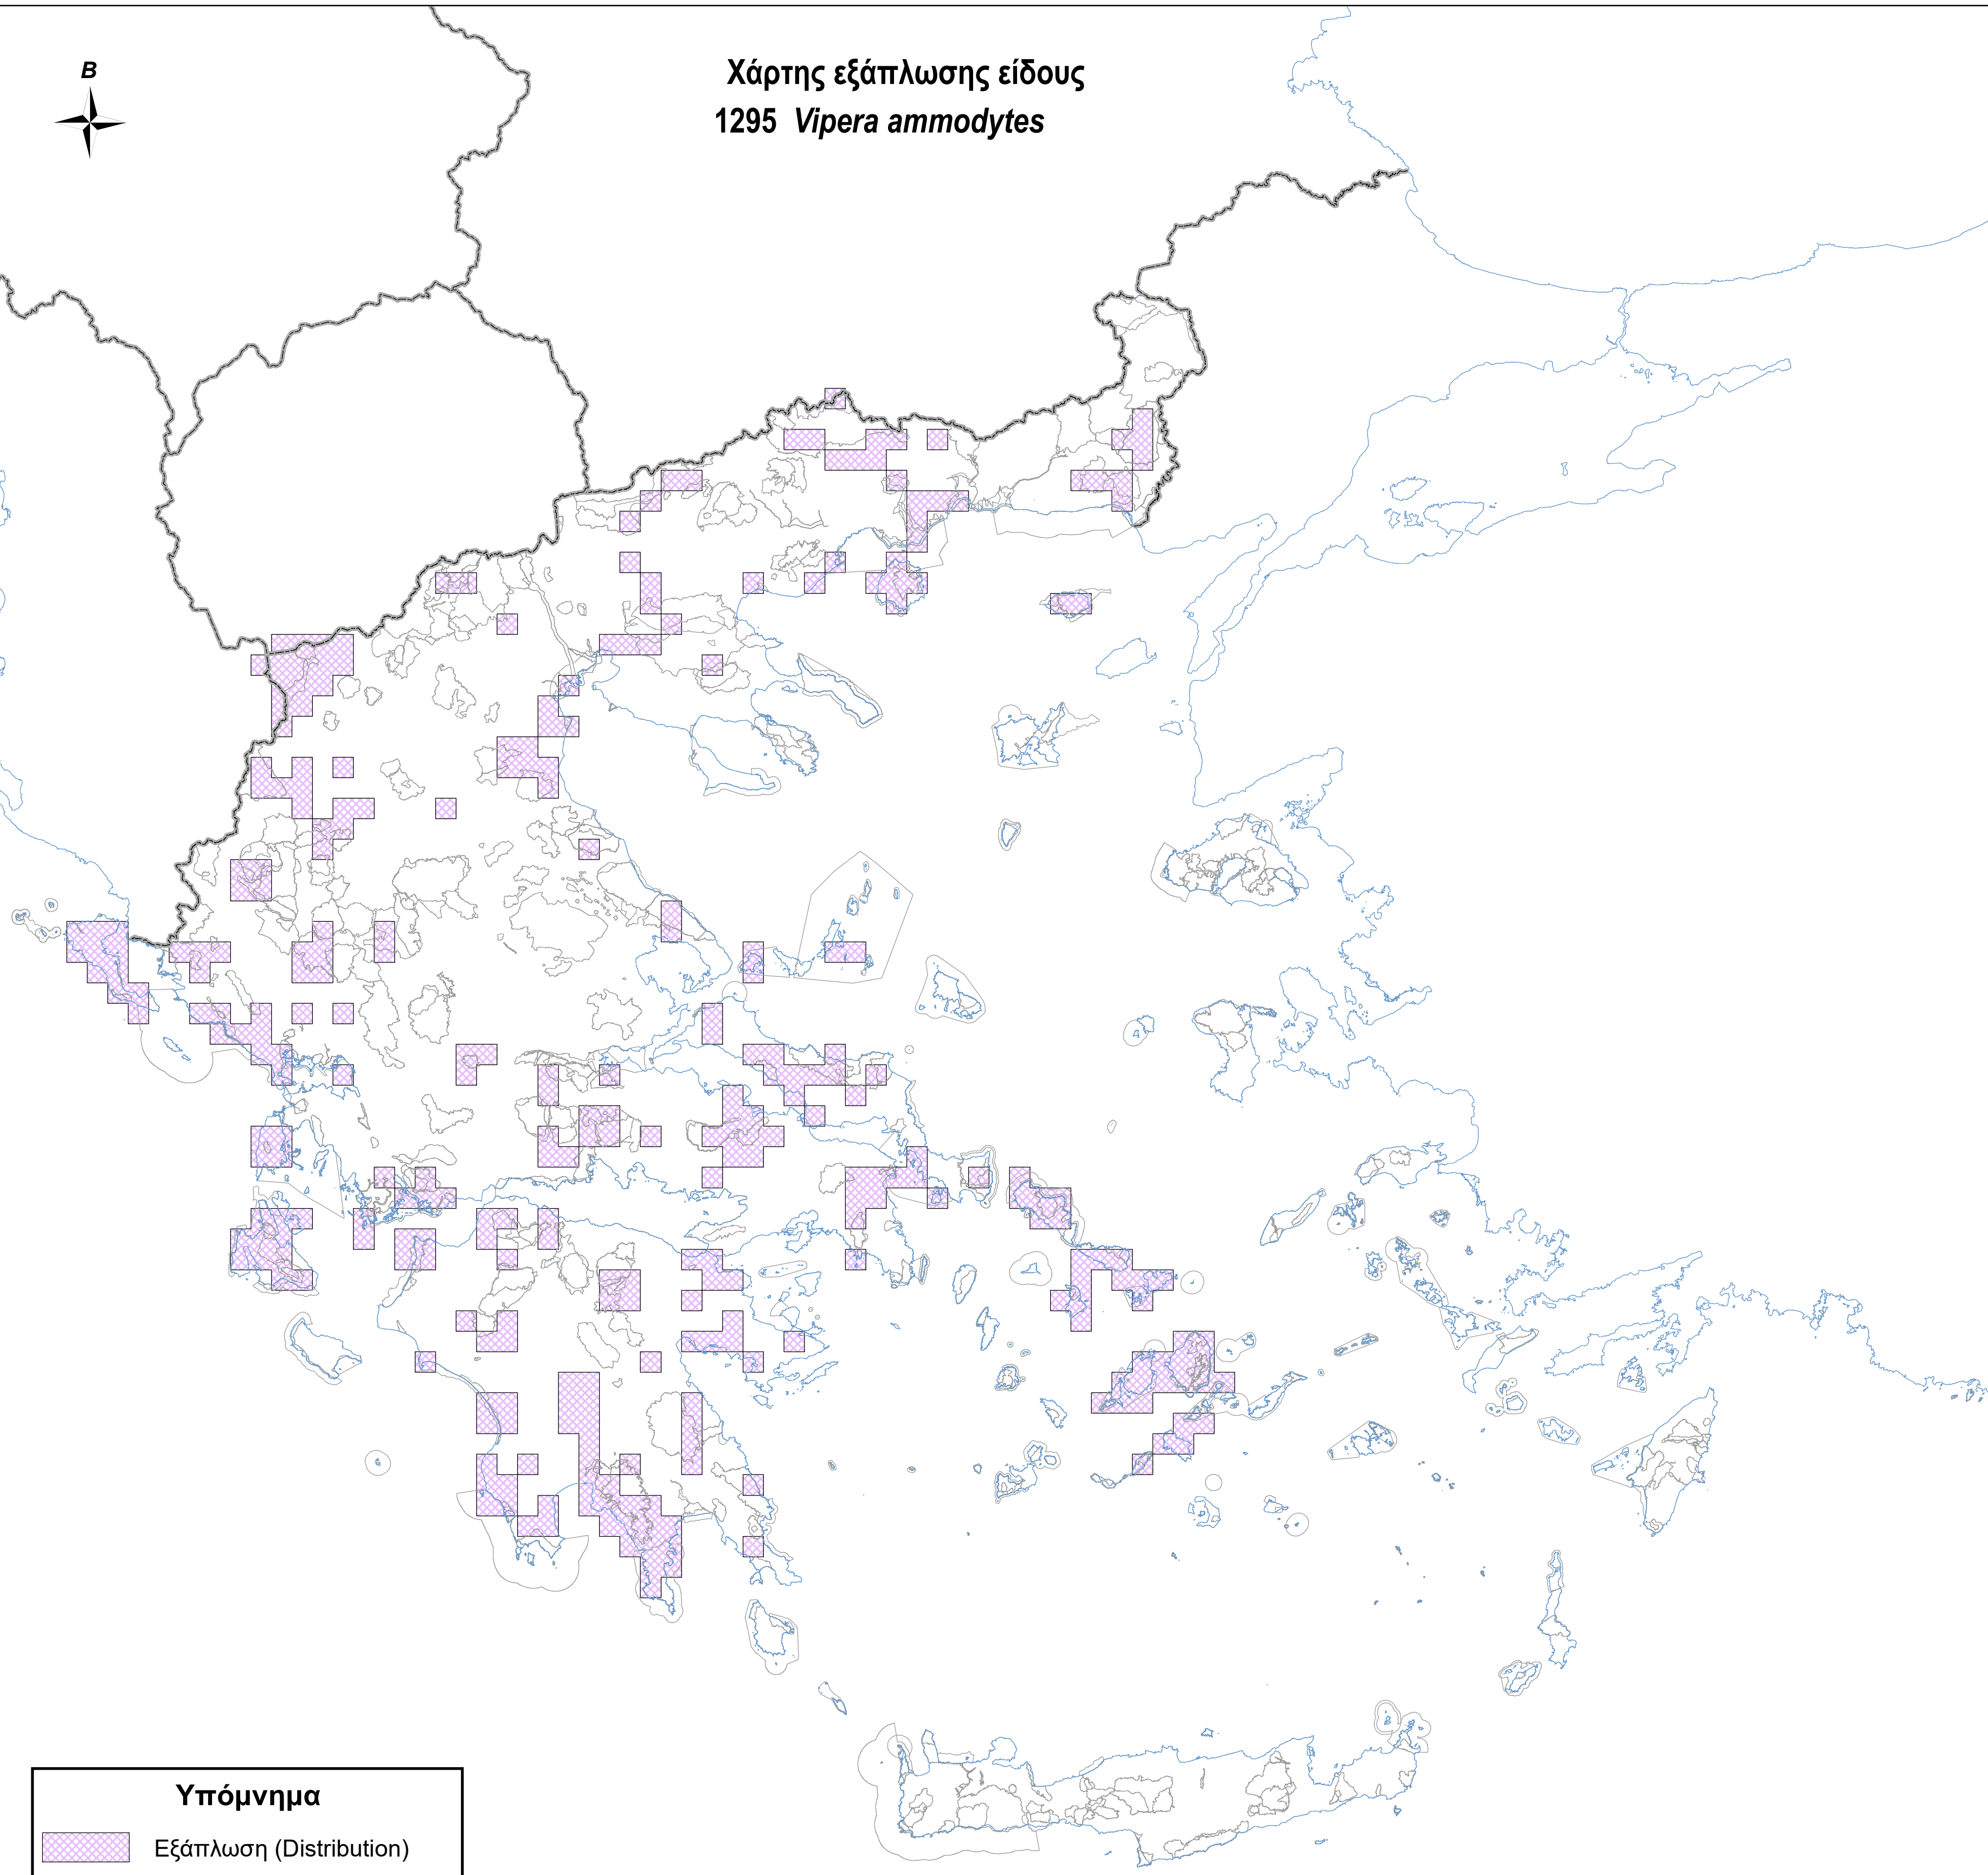 Χάρτης εξάπλωσης είδους
1295 Vipera ammodytes
Β
Υπόμνημα
Εξάπλωση (Distribution)